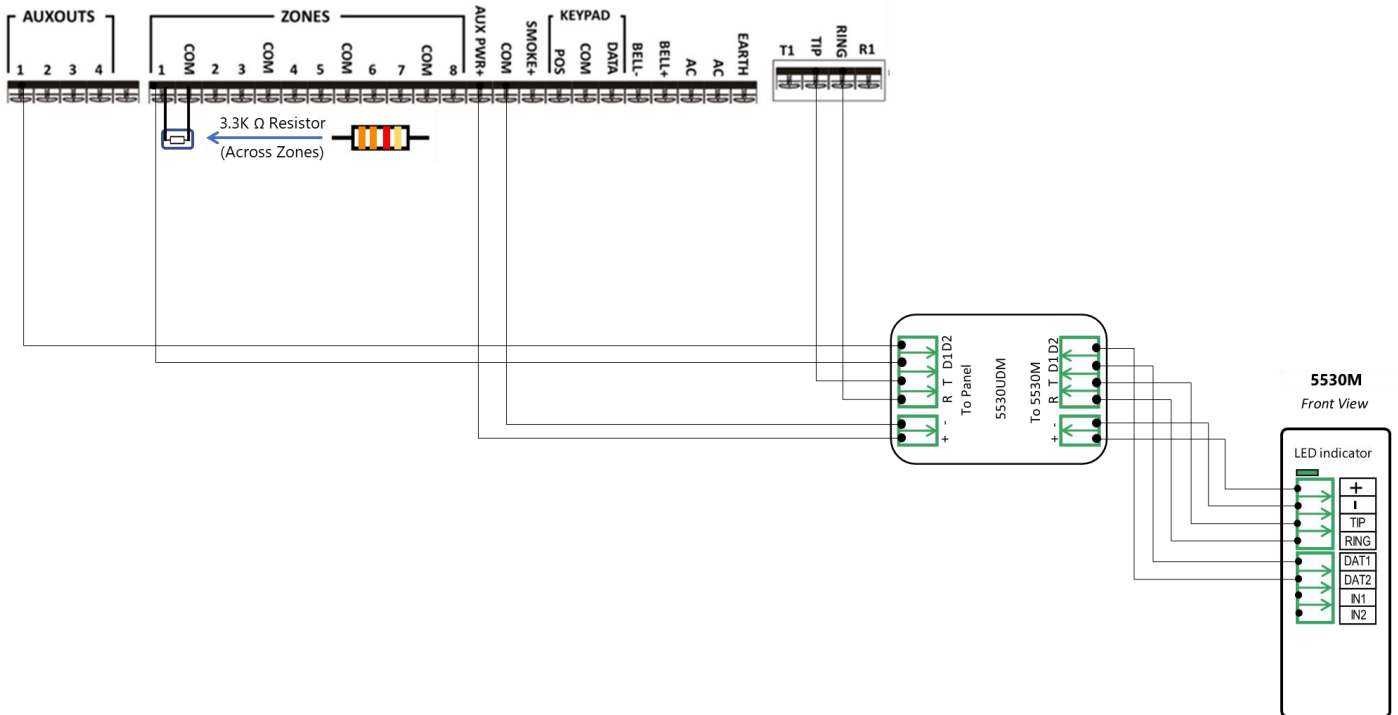 AUXOUTS
1 2 3 4
ZONES
1 COM 2 3 COM 4 5 COM 6 7 COM 8
AUX PWR+
COM
SMOKE+
KEYPAD
POS COM DATA
BELL-
BELL+
AC
AC
EARTH
T1 TIP RING R1
3.3K Ω Resistor
(Across Zones)
R T D1 D2
- +
To Panel
5530UDM
To 5530M
R T D1 D2
- +
5530M
Front View
LED indicator
+
-
TIP
RING
DAT1
DAT2
IN1
IN2